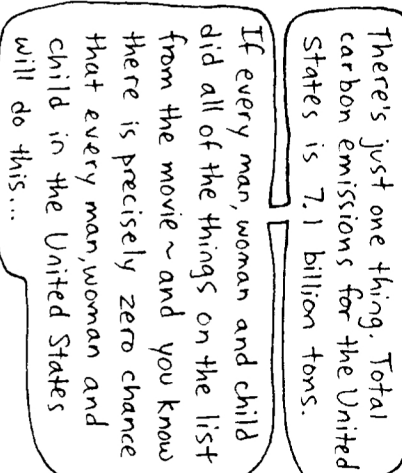 There's just one thing. Total
carbon emissions for the United
States is 7.1 billion tons.
If every man, woman and child
did all of the things on the list
from the movie ~ and you know
there is precisely zero chance
that every man, woman and
child in the United States
will do this...